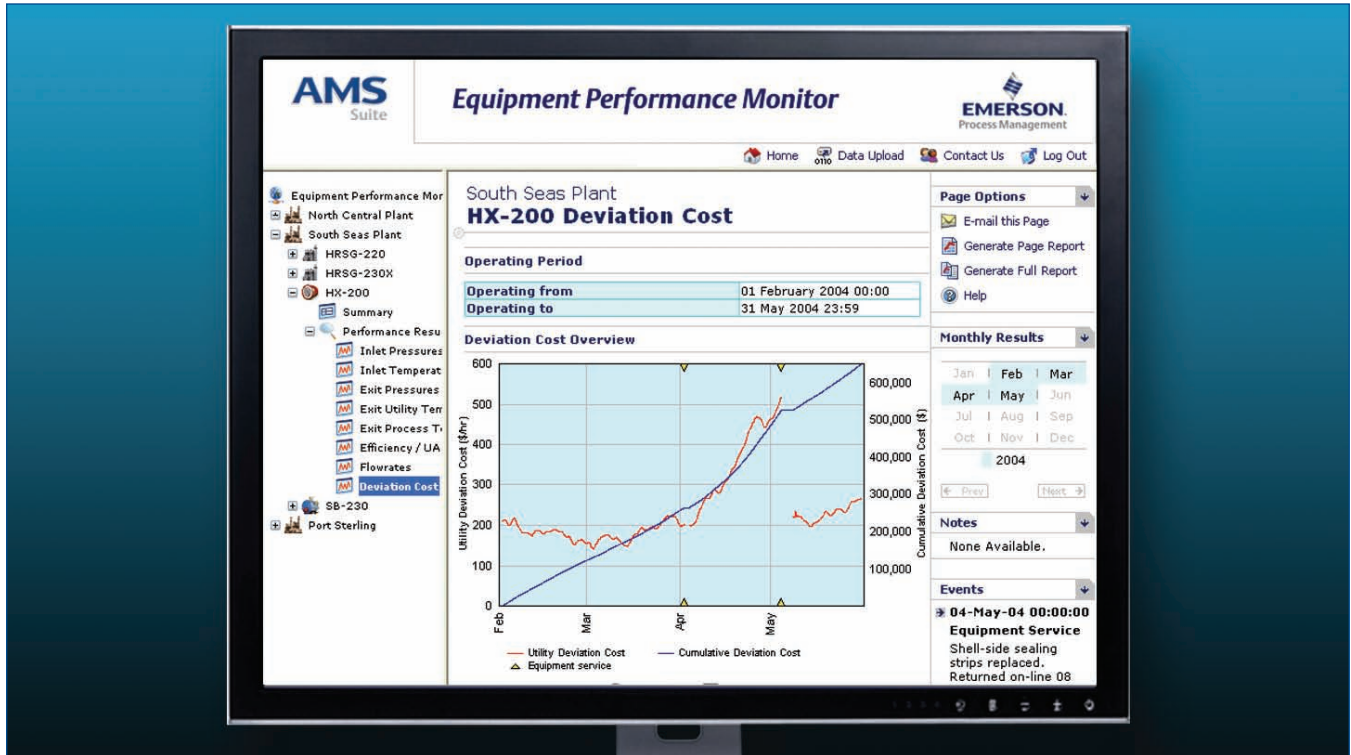 AMS
Suite
Equipment Performance Monitor
EMERSON.
Process Management
Home
0110
Data Upload
Contact Us
Log Out
Equipment Performance Mor
North Central Plant
South Seas Plant
HRSG-220
HRSG-230X
HX-200
Summary
Performance Resu
Inlet Pressures
Inlet Temperat
Exit Pressures
Exit Utility Tem
Exit Process T
Efficiency / UA
Flowrates
Deviation Cost
SB-230
Port Sterling
South Seas Plant
HX-200 Deviation Cost
Operating Period
Operating from 01 February 2004 00:00
Operating to 31 May 2004 23:59
Deviation Cost Overview
600
500
400
300
200
100
0
Utility Deviation Cost ($/hr)
600,000
500,000
400,000
300,000
200,000
100,000
Cumulative Deviation Cost ($)
Feb
Mar
Apr
May
Utility Deviation Cost
Cumulative Deviation Cost
Equipment service
Page Options
E-mail this Page
Generate Page Report
Generate Full Report
Help
Monthly Results
Jan | Feb | Mar
Apr | May | Jun
Jul | Aug | Sep
Oct | Nov | Dec
2004
Prev
Next
Notes
None Available.
Events
04-May-04 00:00:00
Equipment Service
Shell-side sealing
strips replaced.
Returned on-line 08